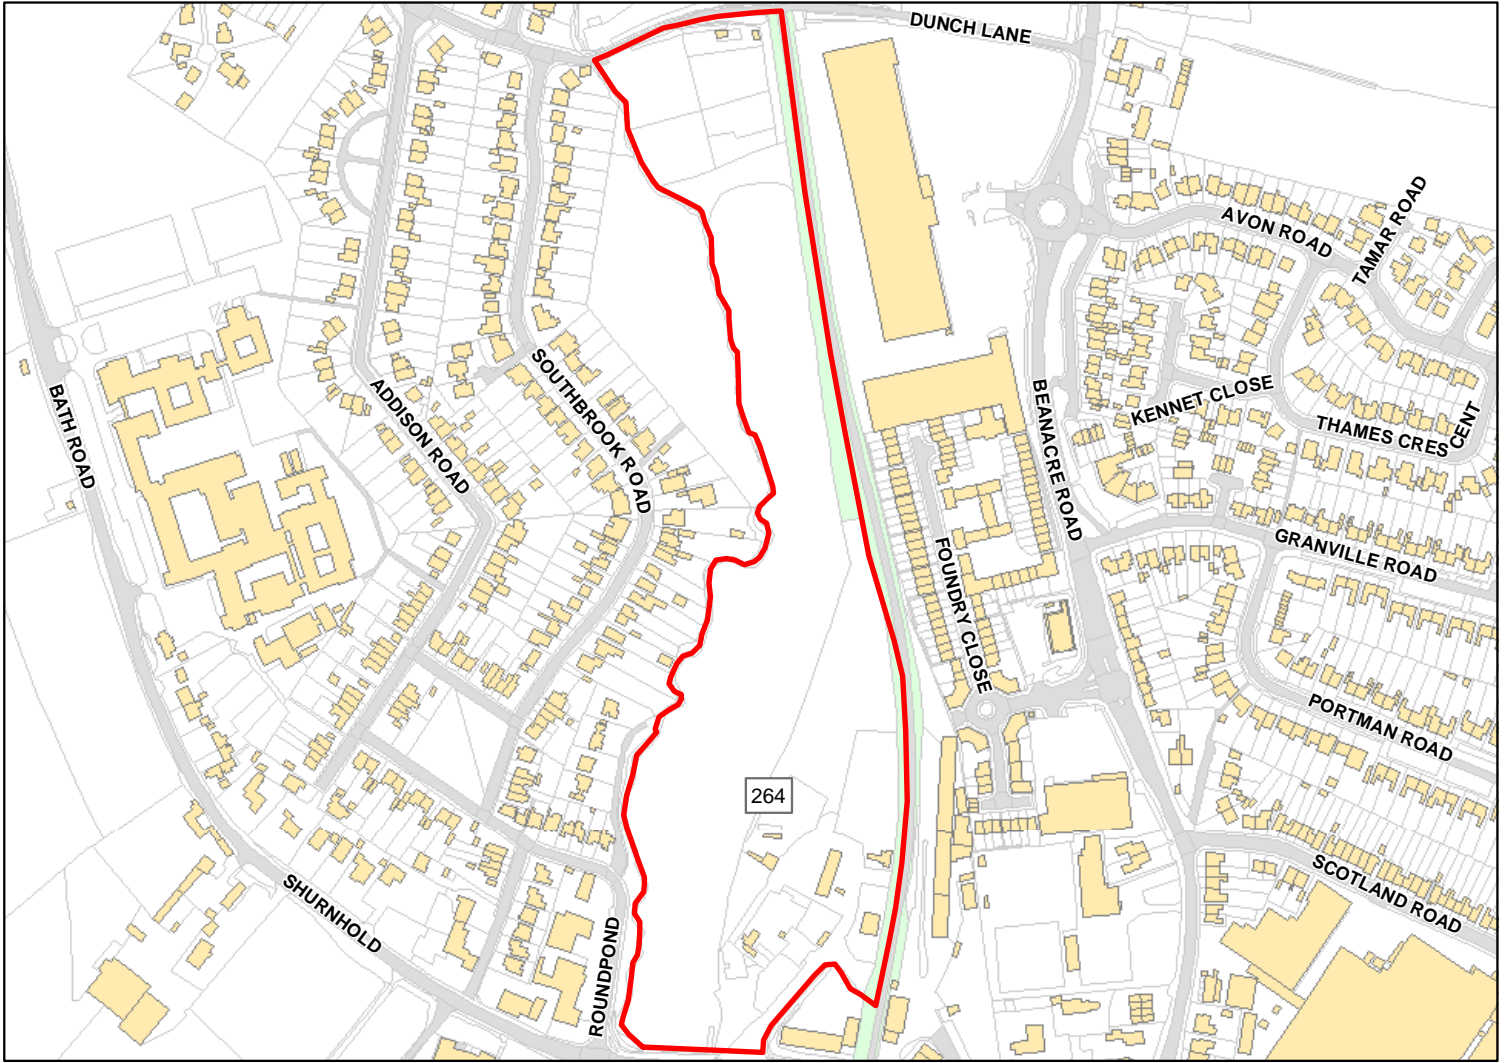 DUNCH LANE
AVON ROAD
TAMAR ROAD
BATH ROAD
ADDISON ROAD
SOUTHBROOK ROAD
BEANACRE ROAD
KENNET CLOSE
THAMES CRESCENT
GRANVILLE ROAD
FOUNDRY CLOSE
PORTMAN ROAD
264
SCOTLAND ROAD
SHURNHOLD
ROUNDPOND